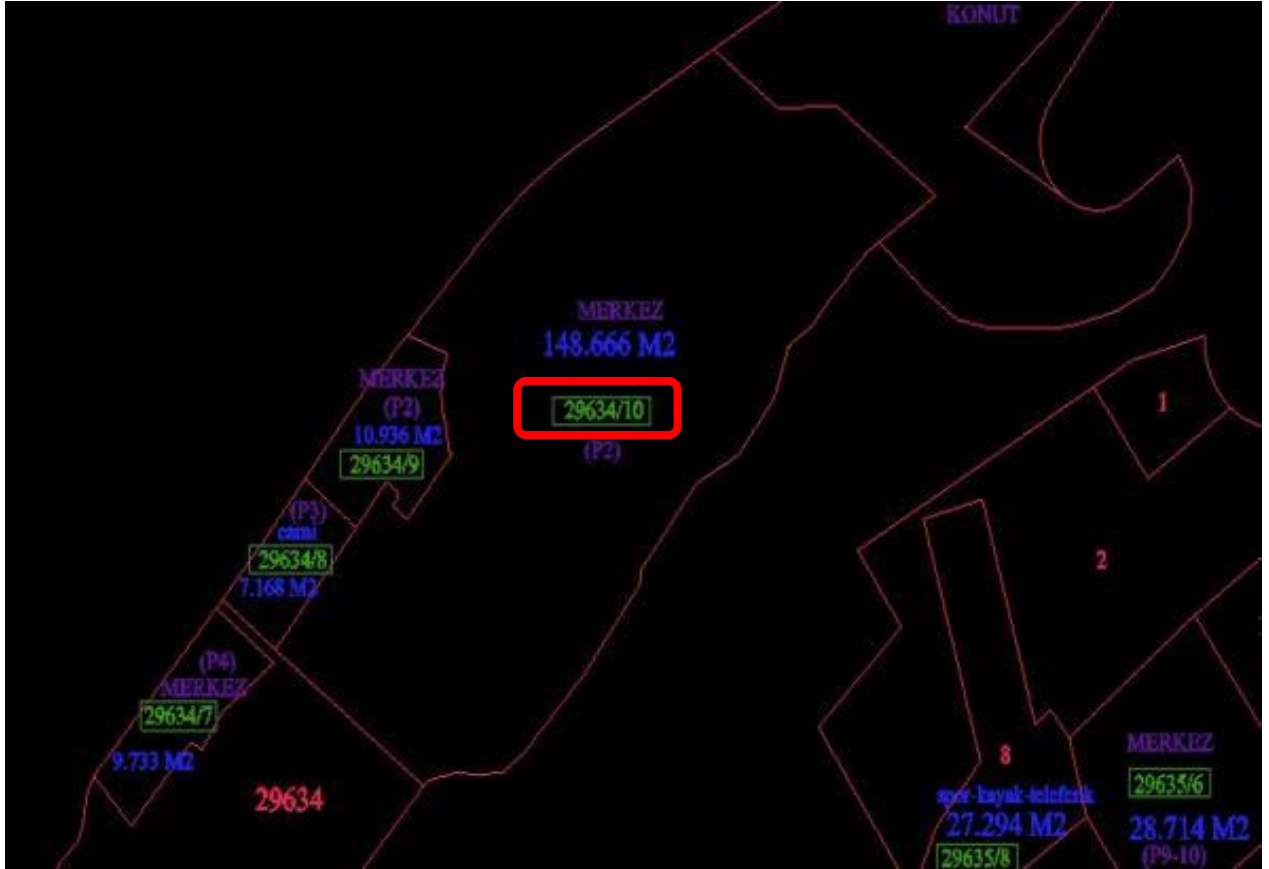 KONUT
MERKEZ
148.666 M2
29634/10
(P2)
MERKEZ
(P2)
10.936 M2
29634/9
(P3)
cami
29634/8
7.168 M2
(P4)
MERKEZ
29634/7
9.733 M2
29634
1
2
8
spor-kayak-teleferik
27.294 M2
29635/8
MERKEZ
29635/6
28.714 M2
(P9-10)